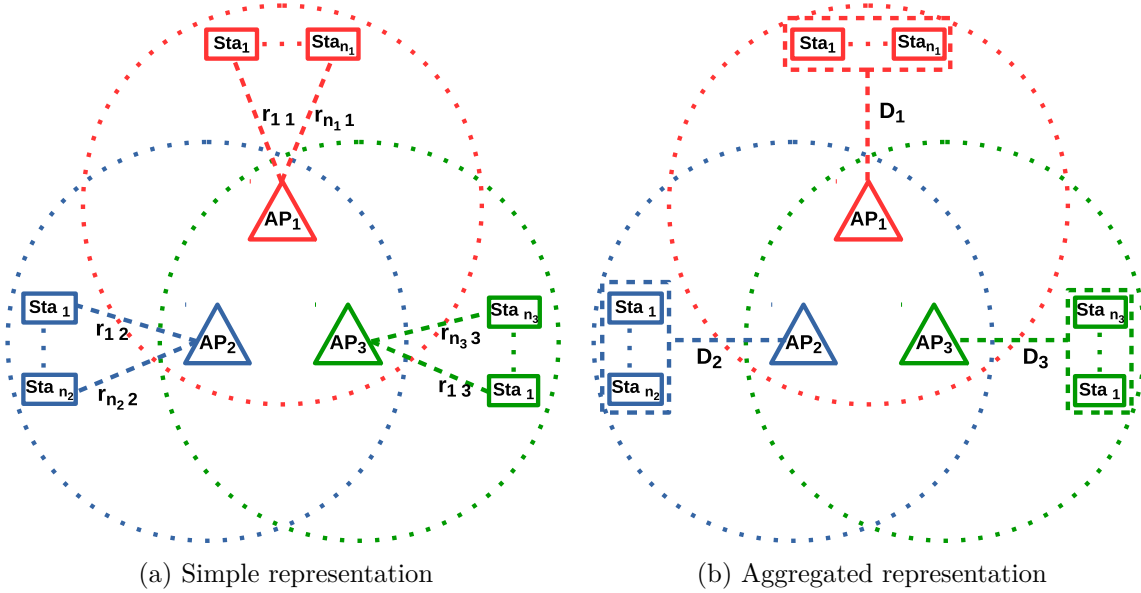 Sta1
Stan1
r1 1
rn1 1
AP1
Sta 1
r1 2
AP2
Sta n2
rn2 2
AP3
rn3 3
Sta n3
r1 3
Sta 1
(a) Simple representation
Sta1
Stan1
D1
AP1
Sta 1
Sta n2
D2
AP2
AP3
D3
Sta n3
Sta 1
(b) Aggregated representation